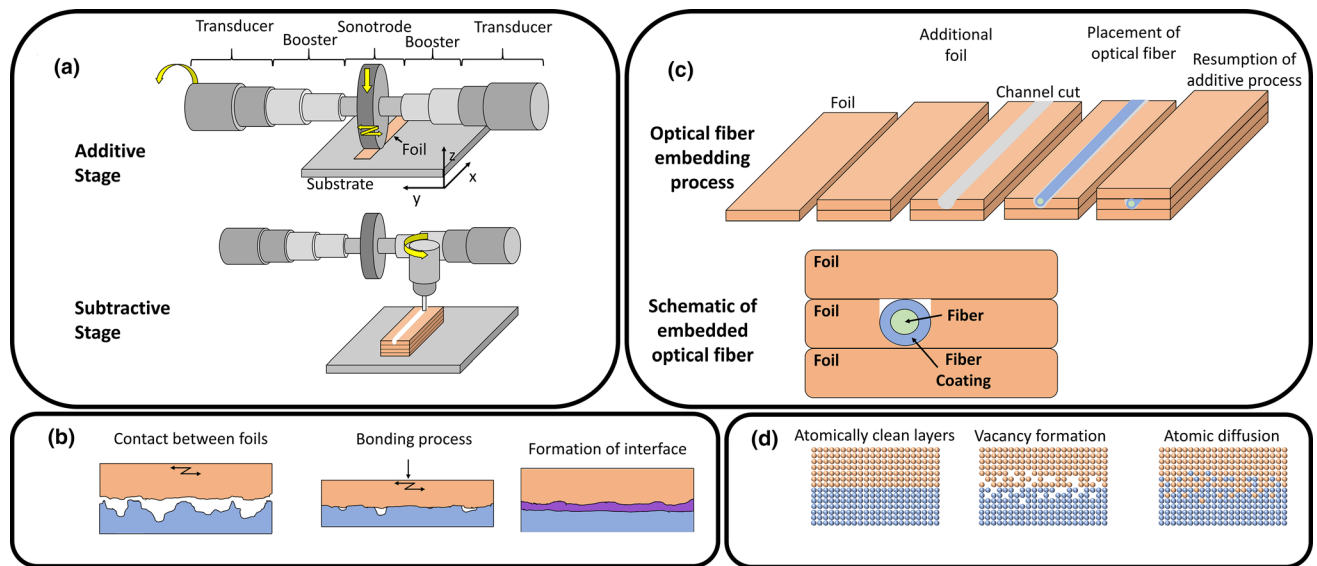 (a)
Transducer
Booster
Sonotrode
Booster
Transducer
Additive
Stage
Foil
Substrate
z
x
y
Subtractive
Stage
(c)
Optical fiber
embedding
process
Foil
Additional
foil
Channel cut
Placement of
optical fiber
Resumption of
additive process
Schematic of
embedded
optical fiber
Foil
Foil
Foil
Fiber
Fiber
Coating
(b)
Contact between foils
Bonding process
Formation of interface
(d)
Atomically clean layers
Vacancy formation
Atomic diffusion